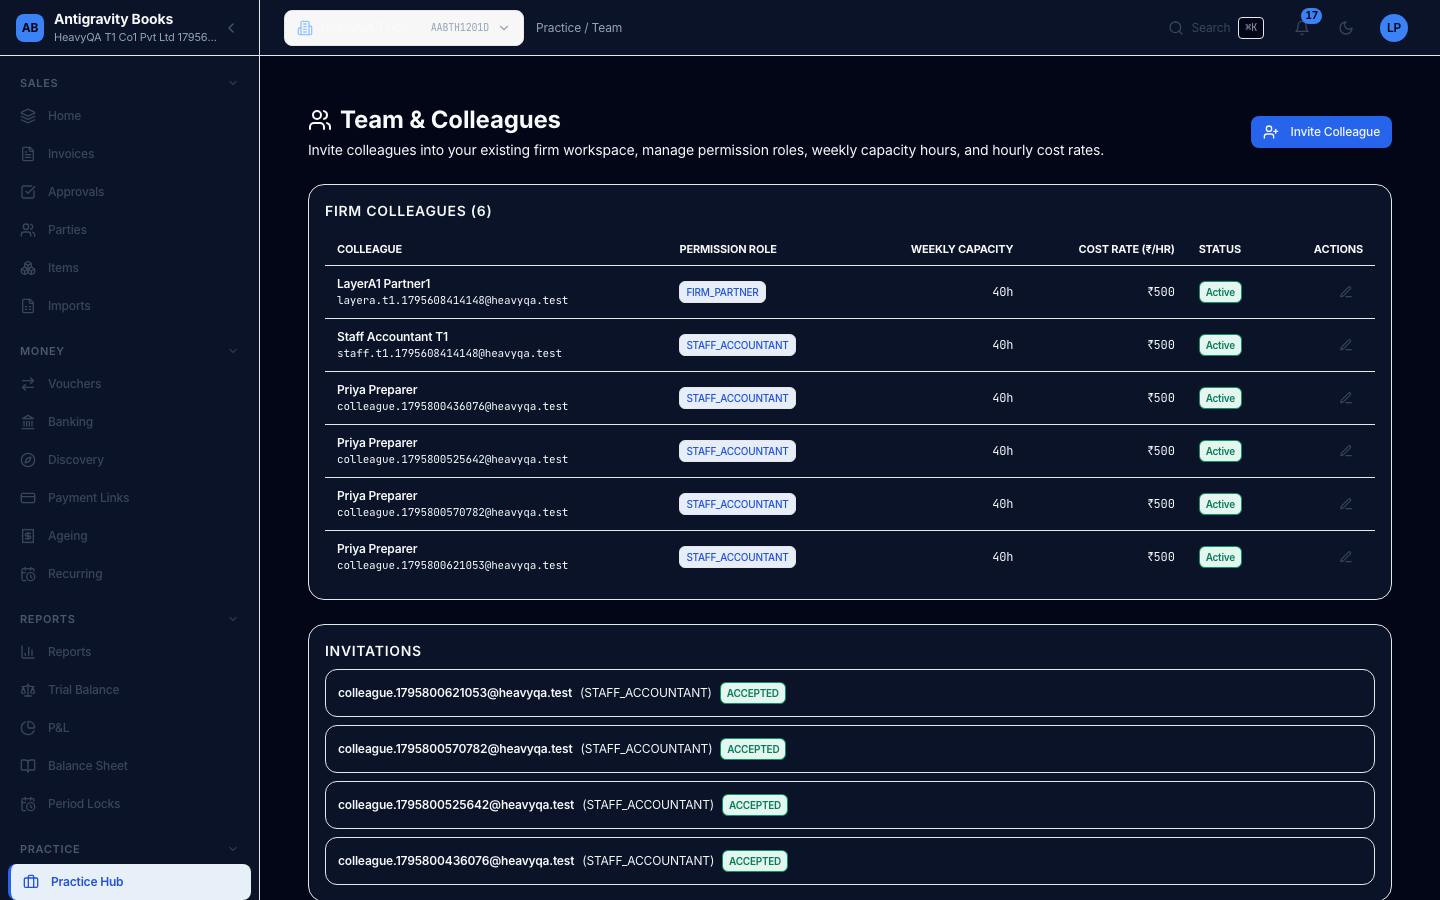 AB
Antigravity Books
HeavyQA T1 Co1 Pvt Ltd 17956...
AABTH1201D
Practice / Team
Search
⌘K
17
LP
SALES
Home
Invoices
Approvals
Parties
Items
Imports
MONEY
Vouchers
Banking
Discovery
Payment Links
Ageing
Recurring
REPORTS
Reports
Trial Balance
P&L
Balance Sheet
Period Locks
PRACTICE
Practice Hub
Team & Colleagues
Invite colleagues into your existing firm workspace, manage permission roles, weekly capacity hours, and hourly cost rates.
Invite Colleague
FIRM COLLEAGUES (6)
COLLEAGUE PERMISSION ROLE WEEKLY CAPACITY COST RATE (₹/HR) STATUS ACTIONS
LayerA1 Partner1
layera.t1.1795608414148@heavyqa.test
FIRM_PARTNER 40h ₹500 Active
Staff Accountant T1
staff.t1.1795608414148@heavyqa.test
STAFF_ACCOUNTANT 40h ₹500 Active
Priya Preparer
colleague.1795800436076@heavyqa.test
STAFF_ACCOUNTANT 40h ₹500 Active
Priya Preparer
colleague.1795800525642@heavyqa.test
STAFF_ACCOUNTANT 40h ₹500 Active
Priya Preparer
colleague.1795800570782@heavyqa.test
STAFF_ACCOUNTANT 40h ₹500 Active
Priya Preparer
colleague.1795800621053@heavyqa.test
STAFF_ACCOUNTANT 40h ₹500 Active
INVITATIONS
colleague.1795800621053@heavyqa.test (STAFF_ACCOUNTANT) ACCEPTED
colleague.1795800570782@heavyqa.test (STAFF_ACCOUNTANT) ACCEPTED
colleague.1795800525642@heavyqa.test (STAFF_ACCOUNTANT) ACCEPTED
colleague.1795800436076@heavyqa.test (STAFF_ACCOUNTANT) ACCEPTED